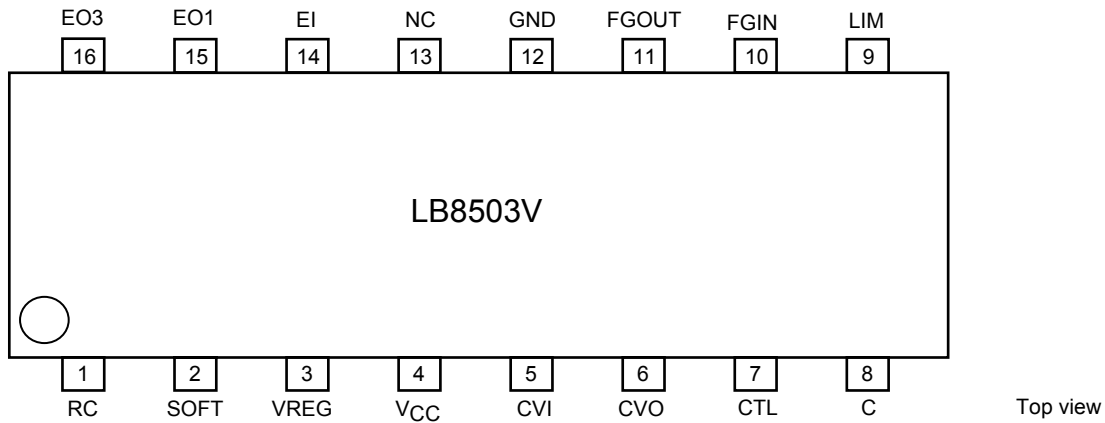 EO3 EO1 EI NC GND FGOUT FGIN LIM
16 15 14 13 12 11 10 9
LB8503V
1 2 3 4 5 6 7 8
RC SOFT VREG VCC CVI CVO CTL C Top view